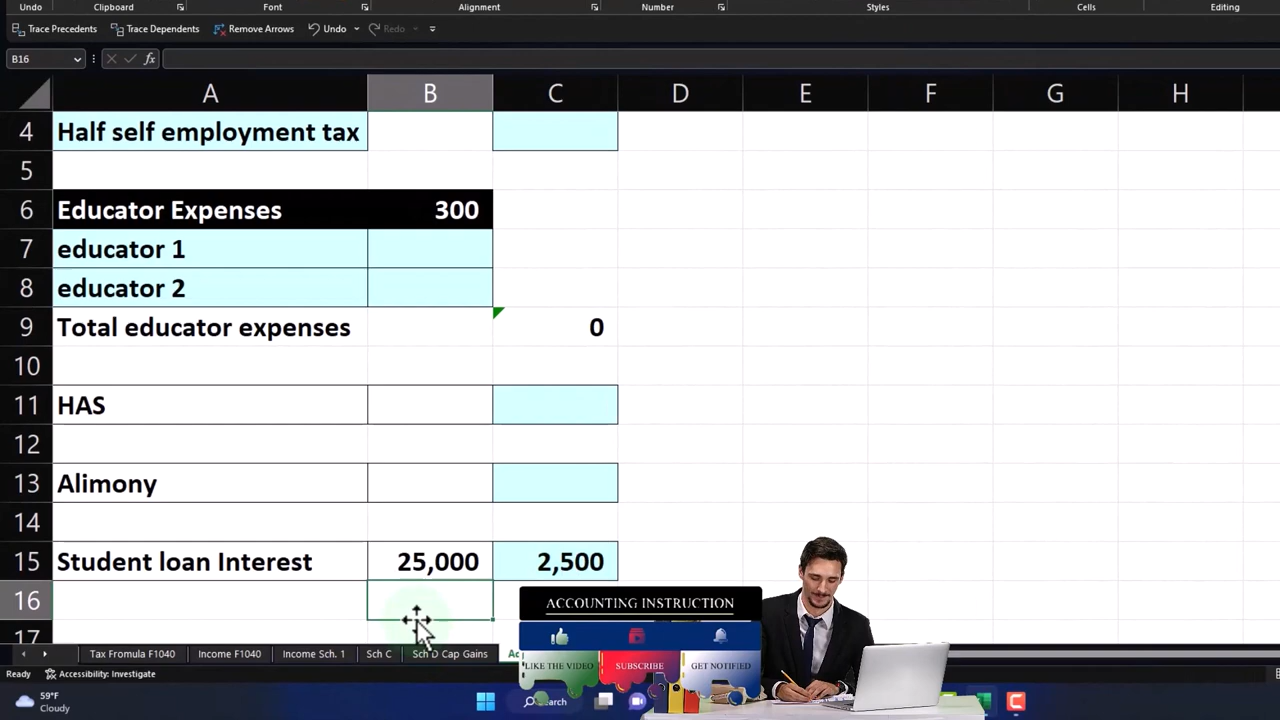 Undo Clipboard Font Alignment Number Styles Cells Editing
Trace Precedents Trace Dependents Remove Arrows Undo Redo
B16 fx
A B C D E F G H
4 Half self employment tax
5
6 Educator Expenses 300
7 educator 1
8 educator 2
9 Total educator expenses 0
10
11 HAS
12
13 Alimony
14
15 Student loan Interest 25,000 2,500
16
17
ACCOUNTING INSTRUCTION
LIKE THE VIDEO SUBSCRIBE GET NOTIFIED
Tax Fromula F1040 Income F1040 Income Sch. 1 Sch C Sch D Cap Gains
Ready Accessibility: Investigate
59°F
Cloudy
Search